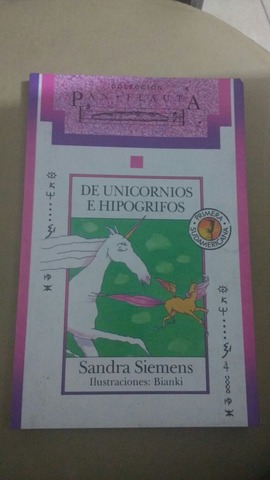 COLECCIÓN
PAN FLAUTA
DE UNICORNIOS
E HIPOGRIFOS
PRIMERA
SUDAMERICANA
Sandra Siemens
Ilustraciones: Bianki